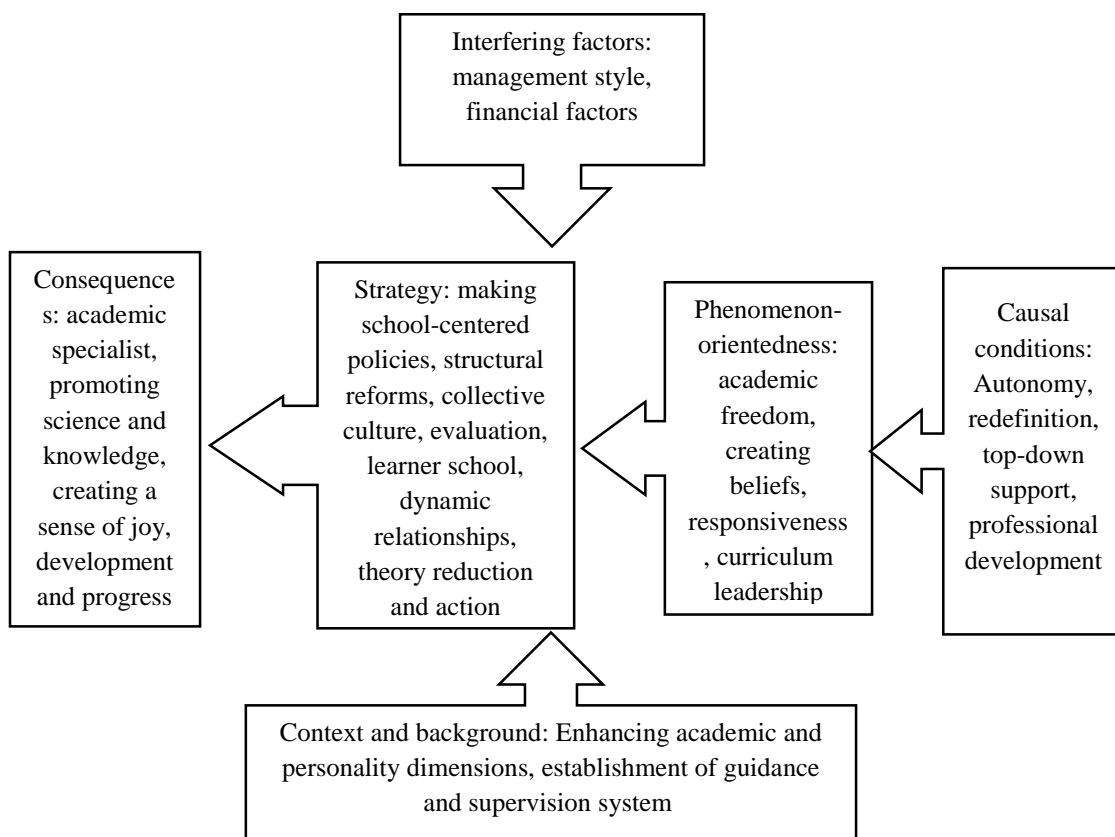 Interfering factors:
management style,
financial factors
Consequence
s: academic
specialist,
promoting
science and
knowledge,
creating a
sense of joy,
development
and progress
Strategy: making
school-centered
policies, structural
reforms, collective
culture, evaluation,
learner school,
dynamic
relationships,
theory reduction
and action
Phenomenon-
orientedness:
academic
freedom,
creating
beliefs,
responsiveness
, curriculum
leadership
Causal
conditions:
Autonomy,
redefinition,
top-down
support,
professional
development
Context and background: Enhancing academic and
personality dimensions, establishment of guidance
and supervision system